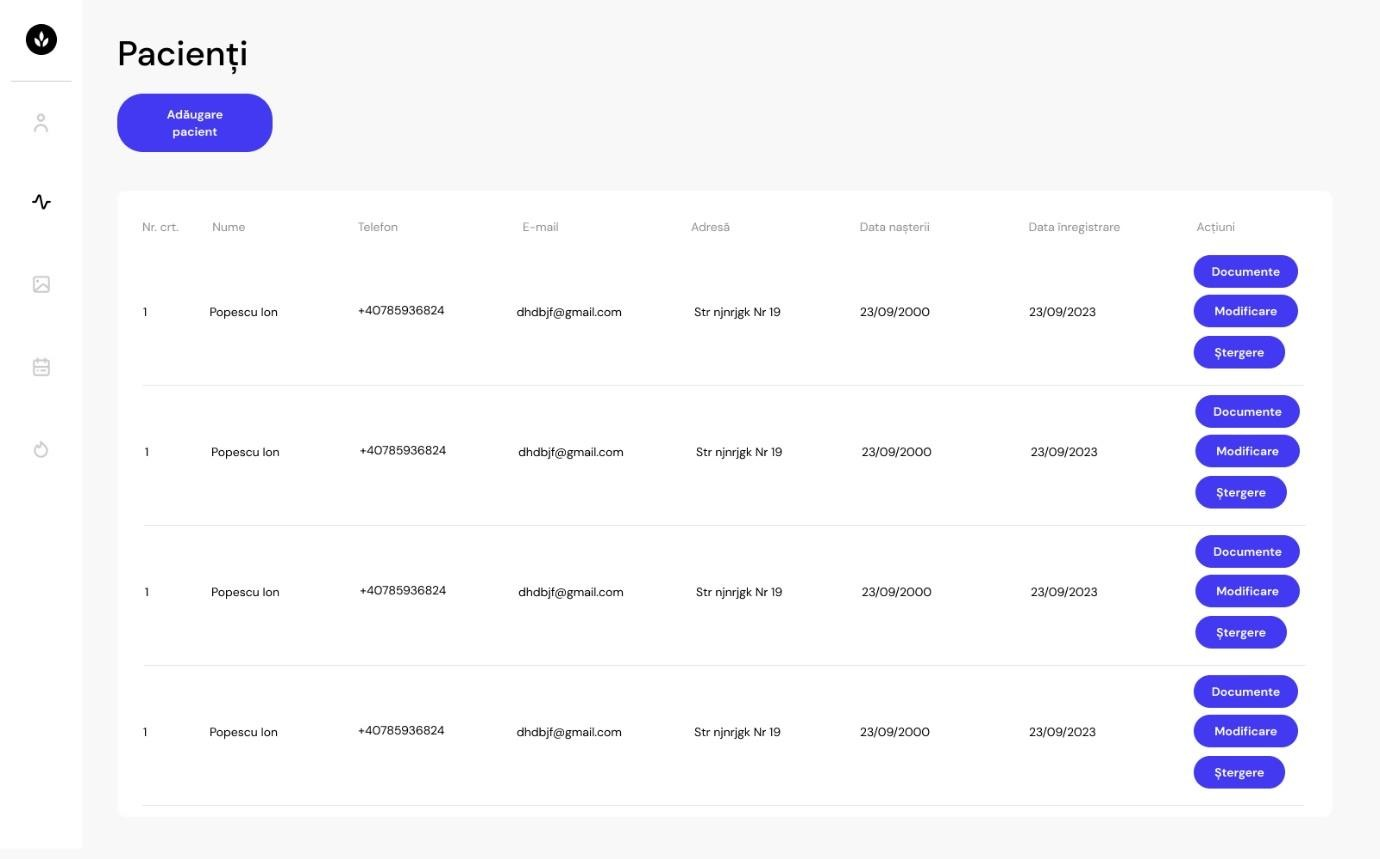 Pacienți
Adăugare
pacient
Nr. crt. Nume Telefon E-mail Adresă Data nașterii Data înregistrare Acțiuni
Documente
1 Popescu Ion +40785936824 dhdbjf@gmail.com Str njnrjgk Nr 19 23/09/2000 23/09/2023 Modificare
Ștergere
Documente
1 Popescu Ion +40785936824 dhdbjf@gmail.com Str njnrjgk Nr 19 23/09/2000 23/09/2023 Modificare
Ștergere
Documente
1 Popescu Ion +40785936824 dhdbjf@gmail.com Str njnrjgk Nr 19 23/09/2000 23/09/2023 Modificare
Ștergere
Documente
1 Popescu Ion +40785936824 dhdbjf@gmail.com Str njnrjgk Nr 19 23/09/2000 23/09/2023 Modificare
Ștergere